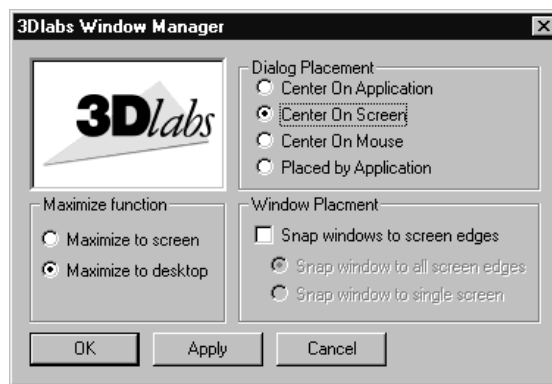 3Dlabs Window Manager
3Dlabs
Dialog Placement
Center On Application
Center On Screen
Center On Mouse
Placed by Application
Maximize function
Maximize to screen
Maximize to desktop
Window Placment
Snap windows to screen edges
Snap window to all screen edges
Snap window to single screen
OK
Apply
Cancel